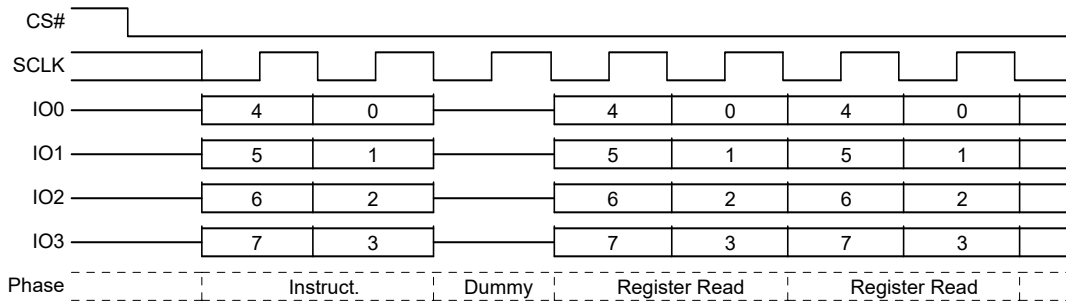 CS#
SCLK
IO0 4 0 4 0 4 0
IO1 5 1 5 1 5 1
IO2 6 2 6 2 6 2
IO3 7 3 7 3 7 3
Phase Instruct. Dummy Register Read Register Read